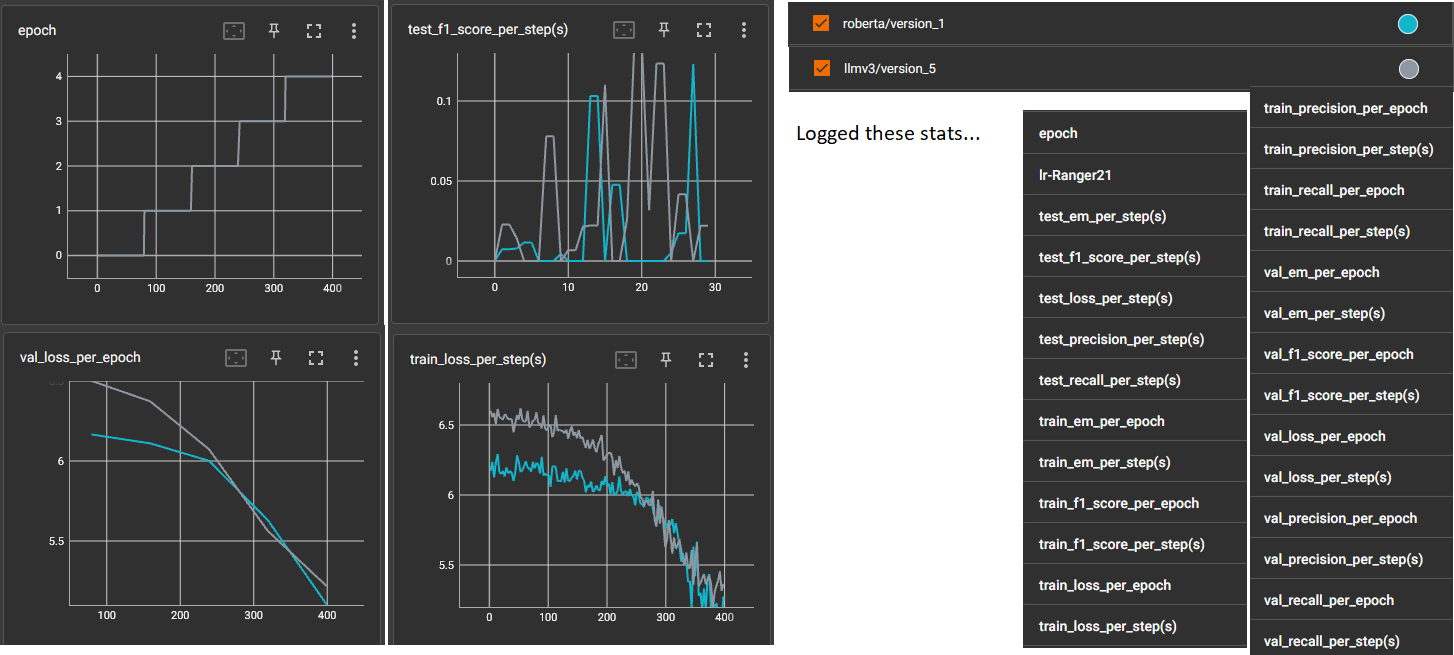 epoch
4
3
2
1
0
0 100 200 300 400
test_f1_score_per_step(s)
0.1
0.05
0
0 10 20 30
val_loss_per_epoch
6
5.5
100 200 300 400
train_loss_per_step(s)
6.5
6
5.5
0 100 200 300 400
roberta/version_1
llmv3/version_5
Logged these stats...
epoch
lr-Ranger21
test_em_per_step(s)
test_f1_score_per_step(s)
test_loss_per_step(s)
test_precision_per_step(s)
test_recall_per_step(s)
train_em_per_epoch
train_em_per_step(s)
train_f1_score_per_epoch
train_f1_score_per_step(s)
train_loss_per_epoch
train_loss_per_step(s)
train_precision_per_epoch
train_precision_per_step(s)
train_recall_per_epoch
train_recall_per_step(s)
val_em_per_epoch
val_em_per_step(s)
val_f1_score_per_epoch
val_f1_score_per_step(s)
val_loss_per_epoch
val_loss_per_step(s)
val_precision_per_epoch
val_precision_per_step(s)
val_recall_per_epoch
val_recall_per_step(s)